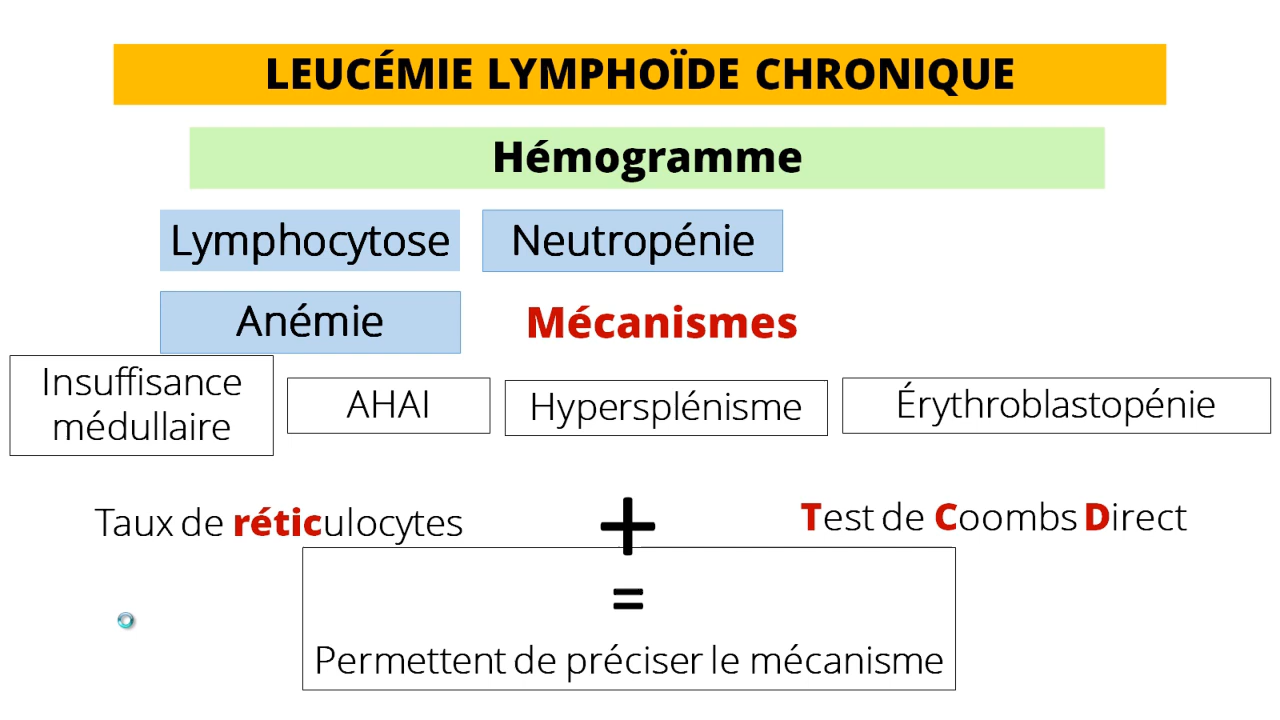 LEUCÉMIE LYMPHOÏDE CHRONIQUE
Hémogramme
Lymphocytose
Neutropénie
Anémie
Mécanismes
Insuffisance
médullaire
AHAI
Hypersplénisme
Érythroblastopénie
Taux de réticulocytes
+
Test de Coombs Direct
=
Permettent de préciser le mécanisme